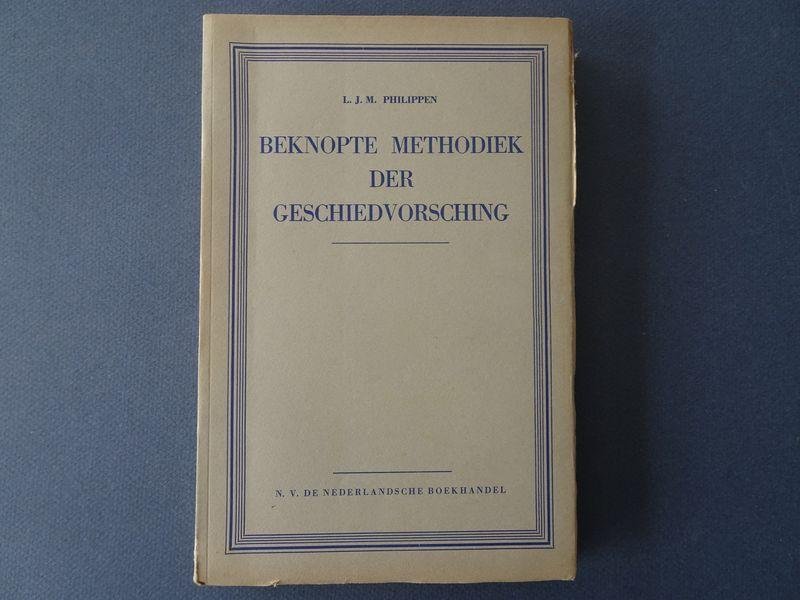 L. J. M. PHILIPPEN
BEKNOPTE METHODIEK
DER
GESCHIEDVORSCHING
N. V. DE NEDERLANDSCHE BOEKHANDEL